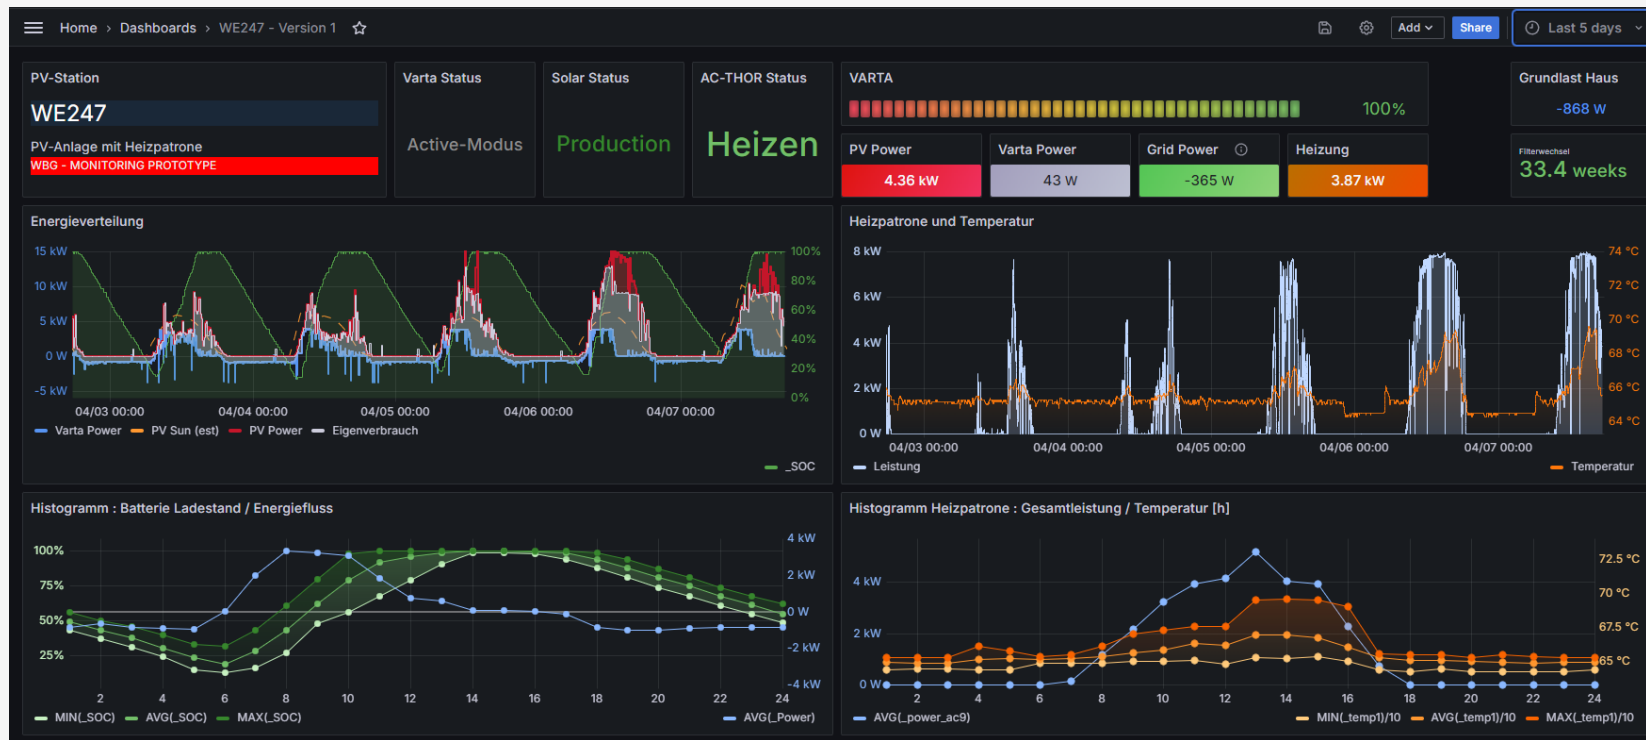 Home › Dashboards › WE247 - Version 1
Add
Share
Last 5 days
PV-Station
WE247
PV-Anlage mit Heizpatrone
WBG - MONITORING PROTOTYPE
Varta Status
Active-Modus
Solar Status
Production
AC-THOR Status
Heizen
VARTA
100%
Grundlast Haus
-868 W
PV Power
4.36 kW
Varta Power
43 W
Grid Power
-365 W
Heizung
3.87 kW
Filterwechsel
33.4 weeks
Energieverteilung
15 kW
10 kW
5 kW
0 W
-5 kW
100%
80%
60%
40%
20%
0%
04/03 00:00 04/04 00:00 04/05 00:00 04/06 00:00 04/07 00:00
Varta Power PV Sun (est) PV Power Eigenverbrauch
_SOC
Heizpatrone und Temperatur
8 kW
6 kW
4 kW
2 kW
0 W
74 °C
72 °C
70 °C
68 °C
66 °C
64 °C
04/03 00:00 04/04 00:00 04/05 00:00 04/06 00:00 04/07 00:00
Leistung
Temperatur
Histogramm : Batterie Ladestand / Energiefluss
100%
75%
50%
25%
4 kW
2 kW
0 W
-2 kW
-4 kW
2 4 6 8 10 12 14 16 18 20 22 24
MIN(_SOC) AVG(_SOC) MAX(_SOC)
AVG(_Power)
Histogramm Heizpatrone : Gesamtleistung / Temperatur [h]
4 kW
2 kW
0 W
72.5 °C
70 °C
67.5 °C
65 °C
2 4 6 8 10 12 14 16 18 20 22 24
AVG(_power_ac9)
MIN(_temp1)/10 AVG(_temp1)/10 MAX(_temp1)/10